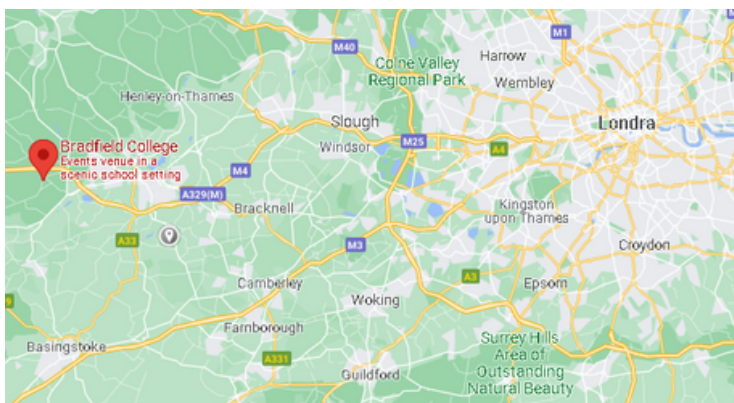 M1
M40
Colne Valley
Regional Park
Harrow
Wembley
Henley-on-Thames
Slough
Londra
Bradfield College
Events venue in a
scenic school setting
Windsor
M25
A4
M4
A329(M)
Bracknell
Kingston
upon Thames
A33
M3
Croydon
Camberley
A3
Epsom
Woking
9
Farnborough
Basingstoke
A331
Surrey Hills
Area of
Outstanding
Natural Beauty
Guildford